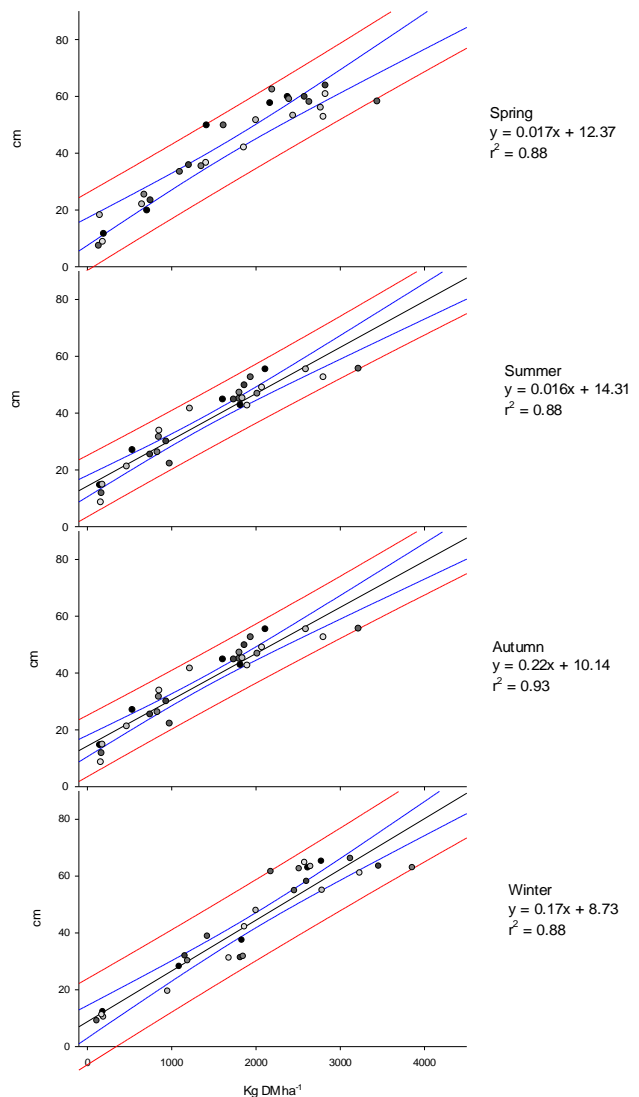 80
60
40
20
0
cm
Spring
y = 0.017x + 12.37
r² = 0.88
80
60
40
20
0
cm
Summer
y = 0.016x + 14.31
r² = 0.88
80
60
40
20
0
cm
Autumn
y = 0.22x + 10.14
r² = 0.93
80
60
40
20
0
cm
Winter
y = 0.17x + 8.73
r² = 0.88
0 1000 2000 3000 4000
Kg DM ha⁻¹